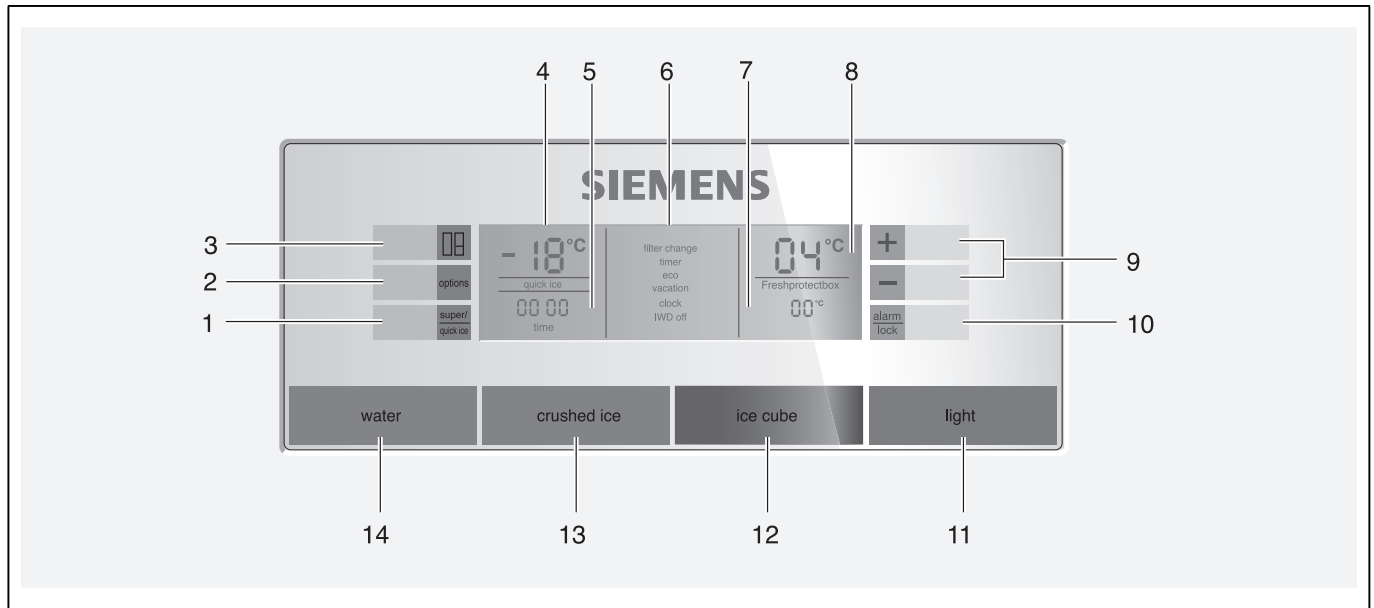 4 5 6 7 8
SIEMENS
3
-18°C
filter change
04°C
+
timer
9
2
options
eco
quick ice
vacation
Freshprotectbox
−
1
super/
quick ice
00 00
clock
00°C
alarm
lock
10
time
IWD off
water
crushed ice
ice cube
light
14 13 12 11